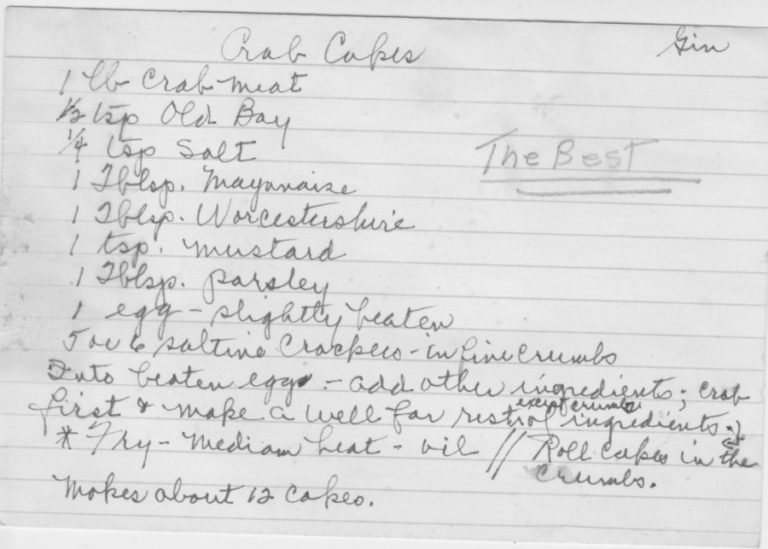 Crab Cakes
Gin
1 lb Crab meat
1/2 tsp Old Bay
1/4 tsp Salt
The Best
1 Tblsp. Mayonnaize
1 Tblsp. Worcestershire
1 tsp. mustard
1 Tblsp. parsley
1 egg - slightly beaten
5 or 6 saltine Crackers - in fine crumbs
Into beaten egg - add other ingredients; crab
except crumbs
first & make a well for rest of ingredients.
* Fry - Medium heat - oil // Roll cakes in the
crumbs.
Makes about 12 cakes.